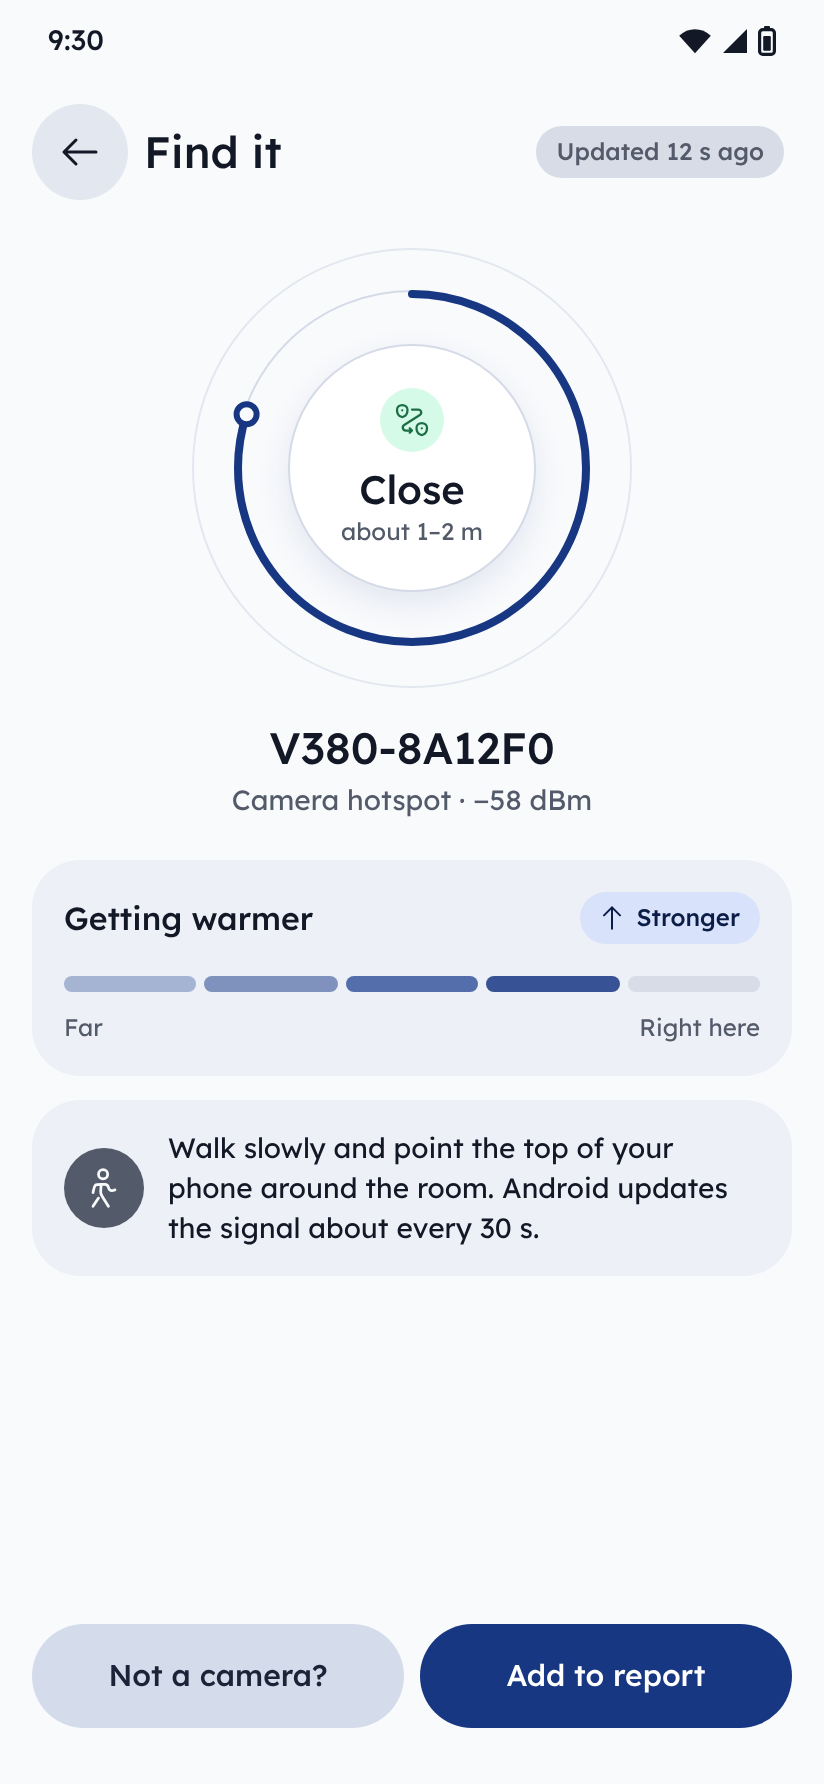 9:30
Find it
Updated 12 s ago
Close
about 1–2 m
V380-8A12F0
Camera hotspot · −58 dBm
Getting warmer
Stronger
Far
Right here
Walk slowly and point the top of your
phone around the room. Android updates
the signal about every 30 s.
Not a camera?
Add to report